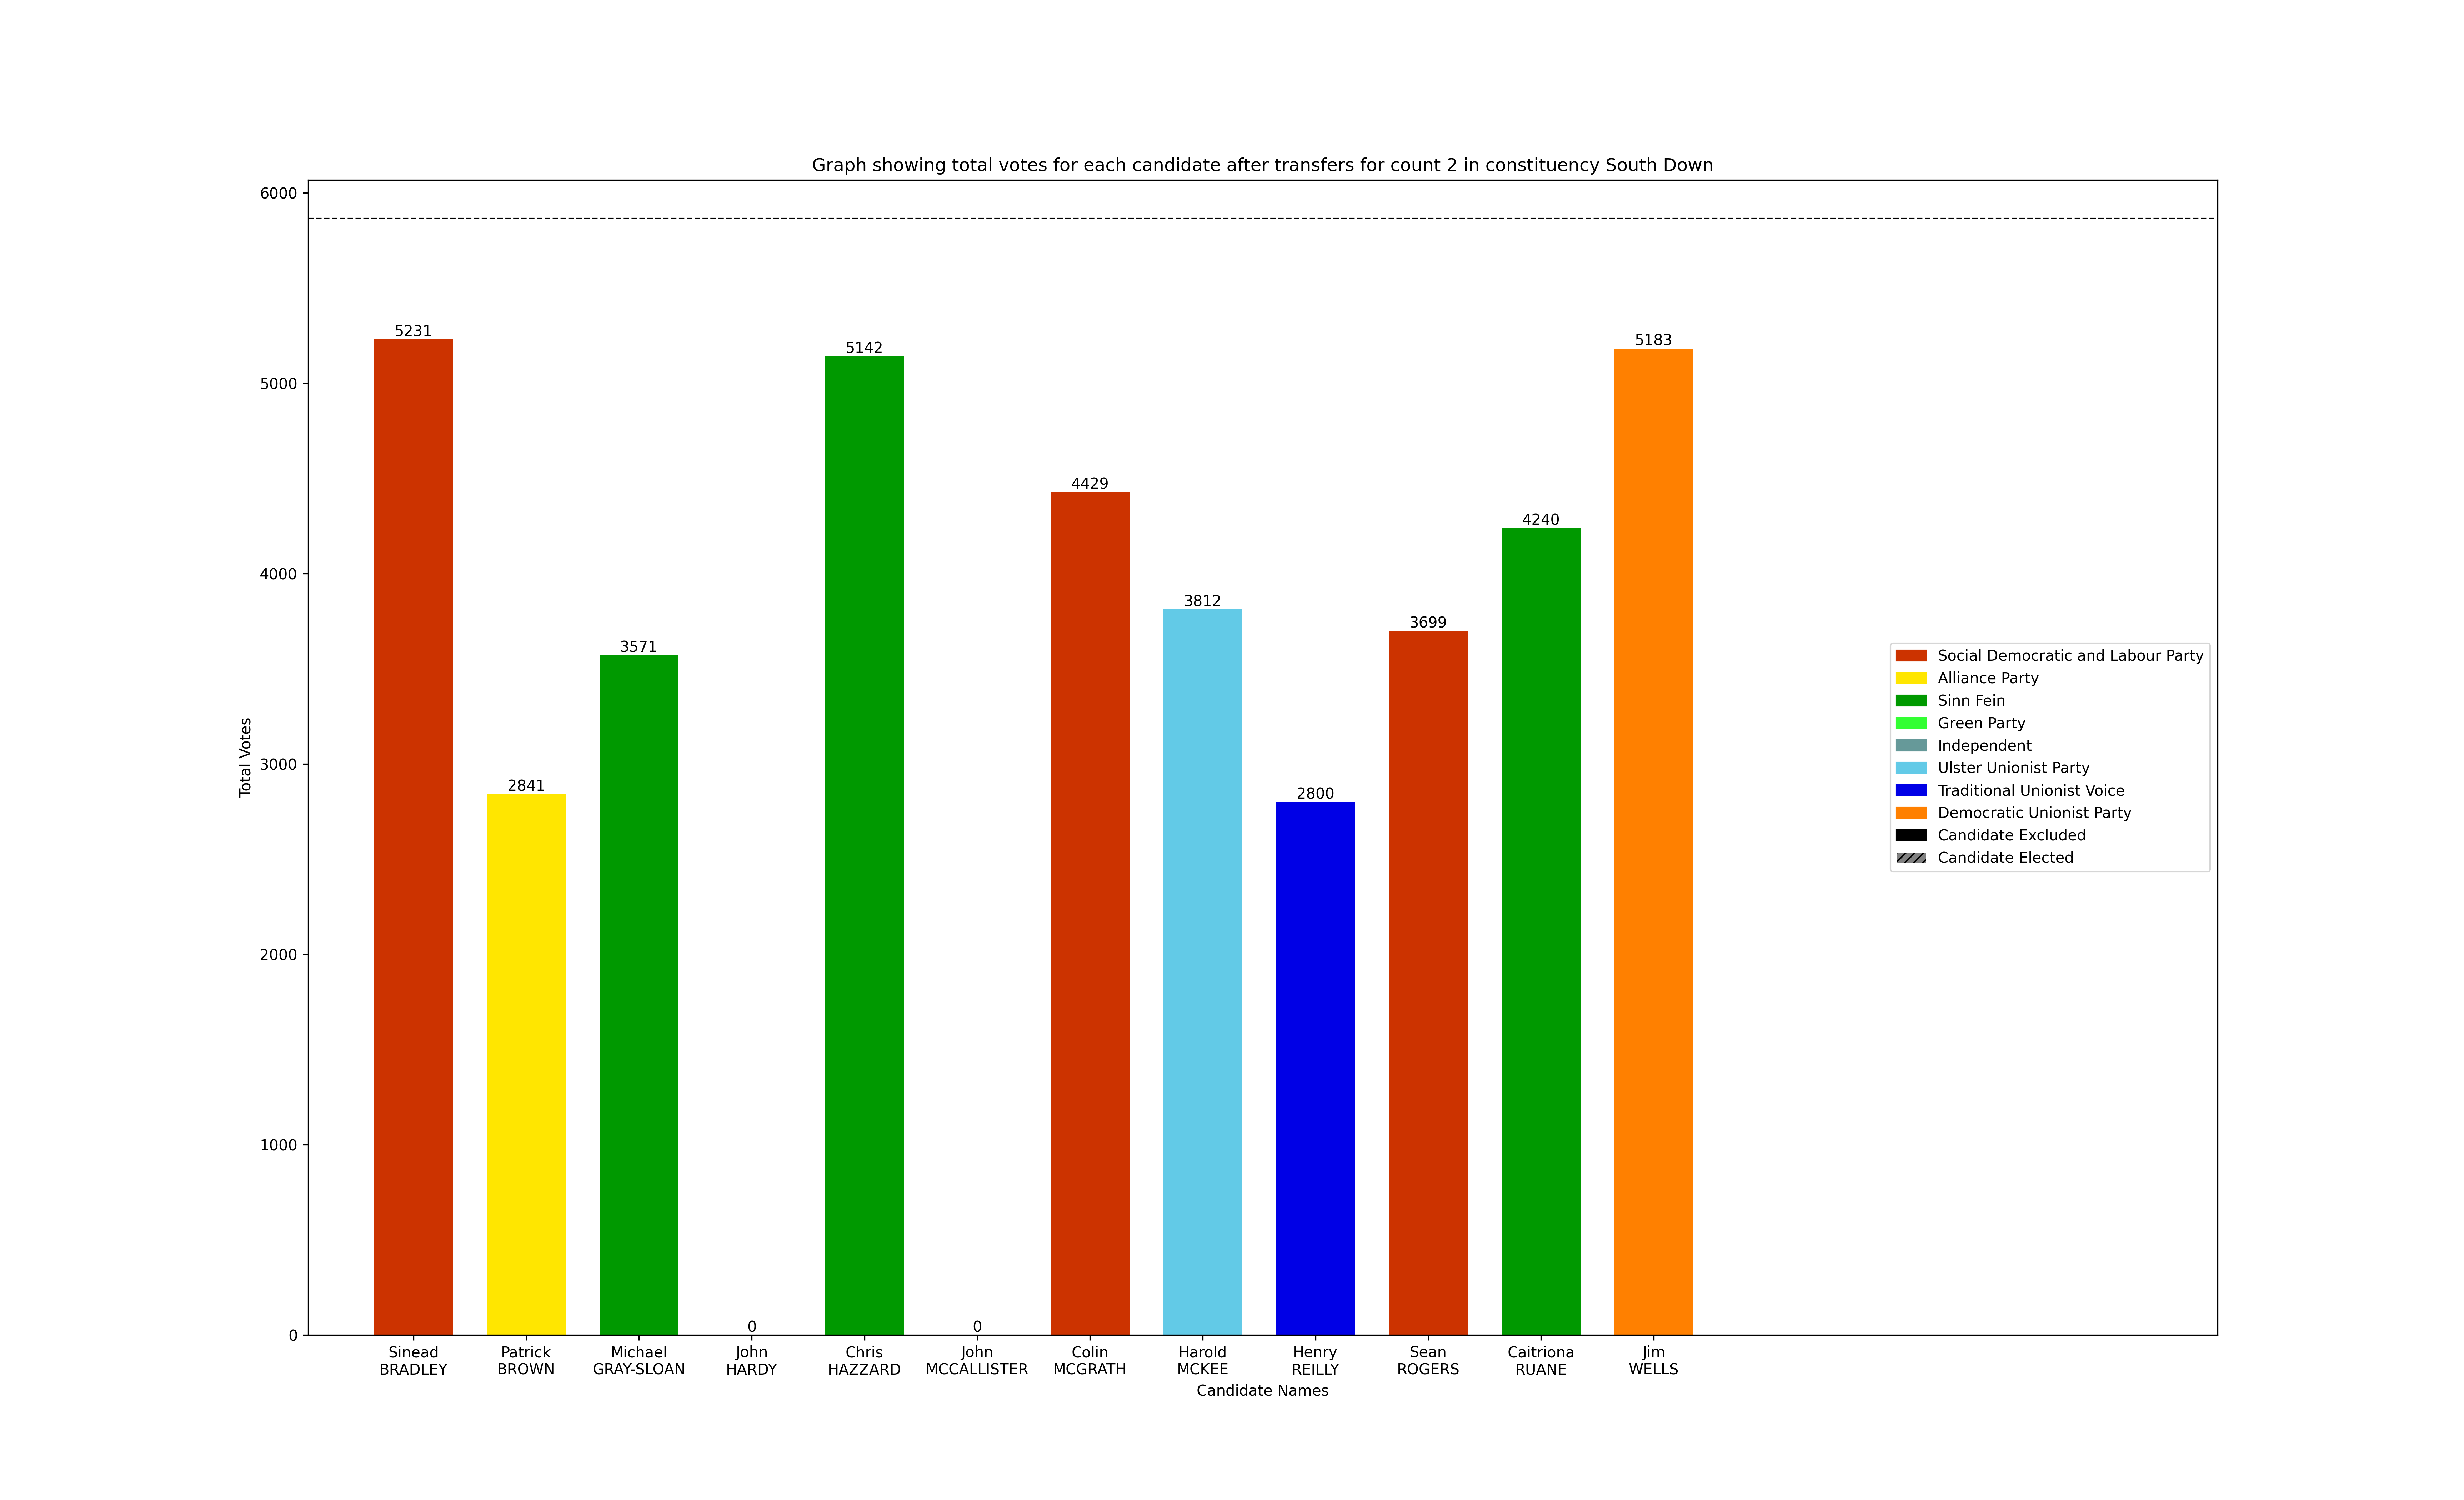 Graph showing total votes for each candidate after transfers for count 2 in constituency South Down
6000
5000
4000
3000
2000
1000
0
Total Votes
5231
2841
3571
0
5142
0
4429
3812
2800
3699
4240
5183
Sinead
BRADLEY
Patrick
BROWN
Michael
GRAY-SLOAN
John
HARDY
Chris
HAZZARD
John
MCCALLISTER
Colin
MCGRATH
Harold
MCKEE
Henry
REILLY
Sean
ROGERS
Caitriona
RUANE
Jim
WELLS
Candidate Names
Social Democratic and Labour Party
Alliance Party
Sinn Fein
Green Party
Independent
Ulster Unionist Party
Traditional Unionist Voice
Democratic Unionist Party
Candidate Excluded
Candidate Elected